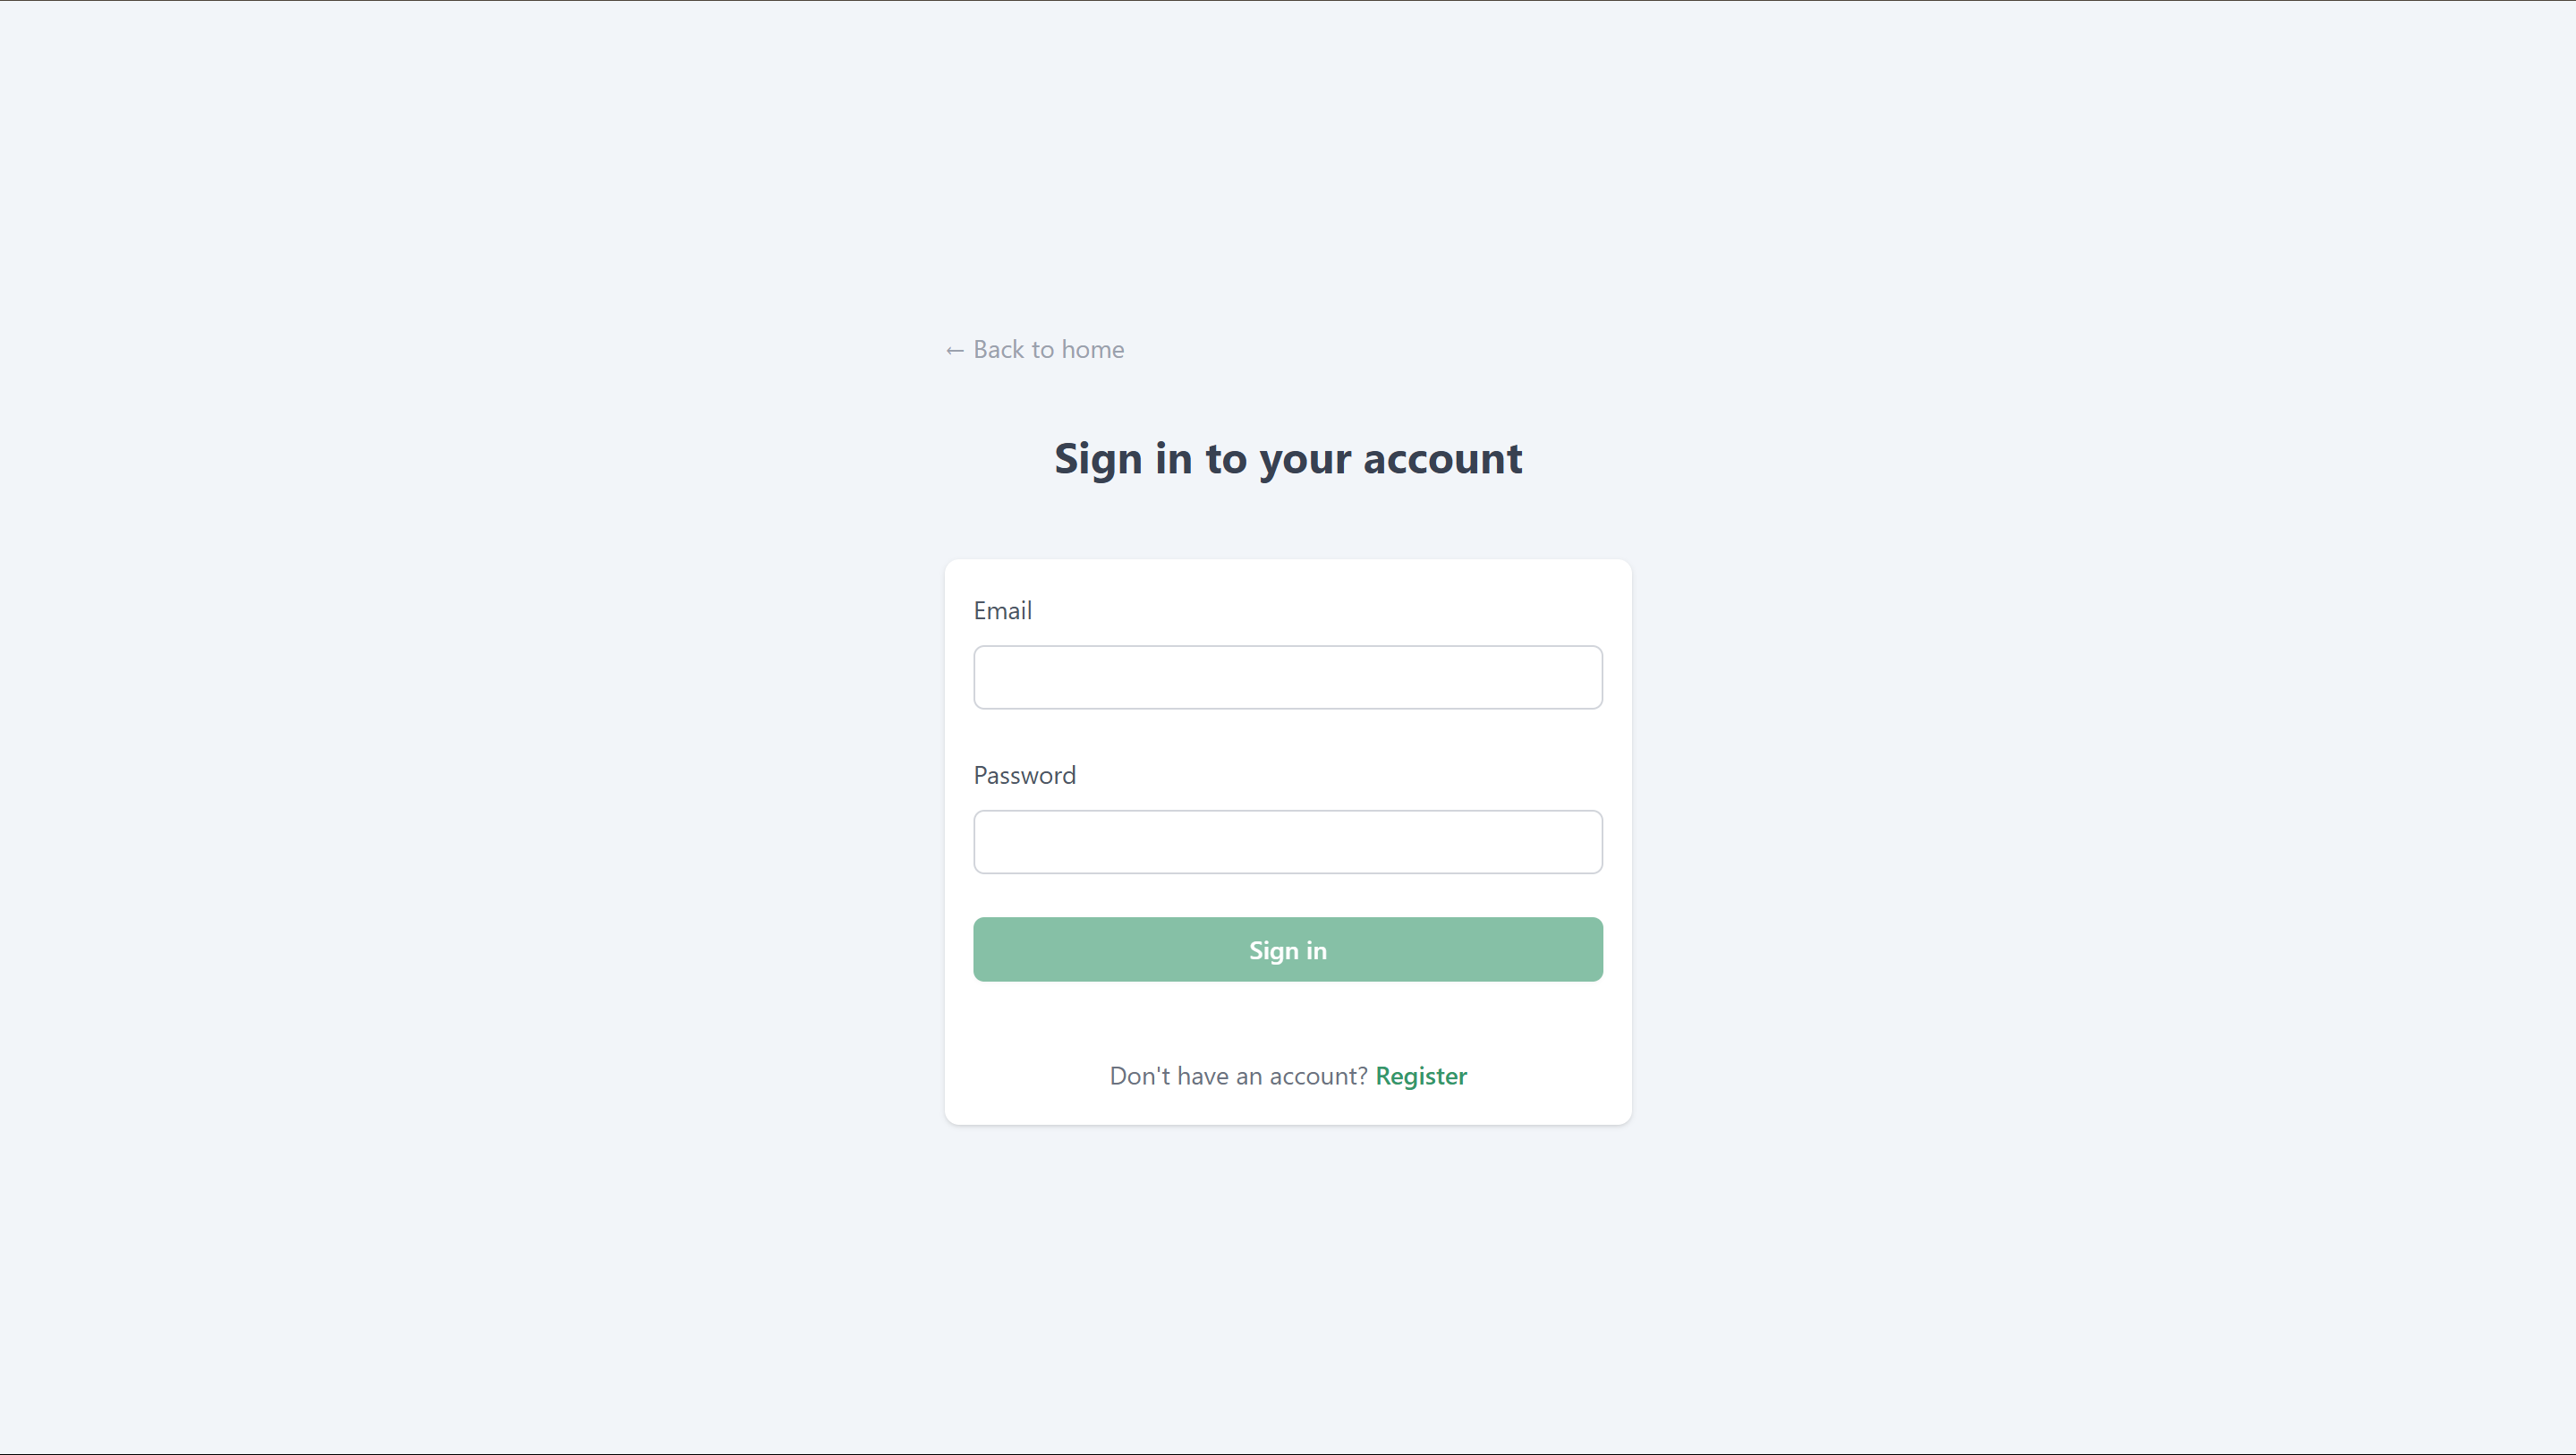 ← Back to home
Sign in to your account
Email
Password
Sign in
Don't have an account? Register